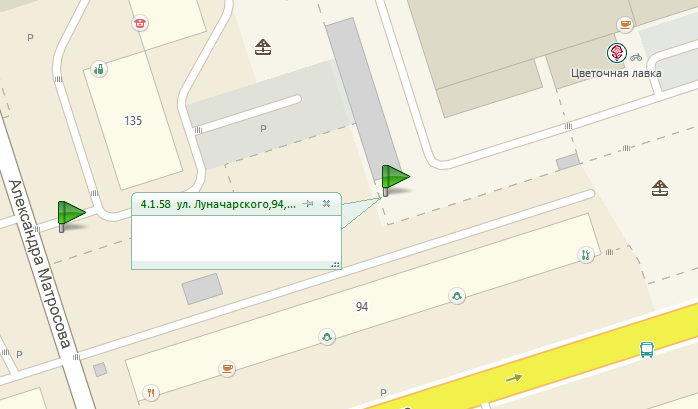 P
135
P
Цветочная лавка
Александра Матросова
4.1.58 ул. Луначарского,94,...
94
P
P